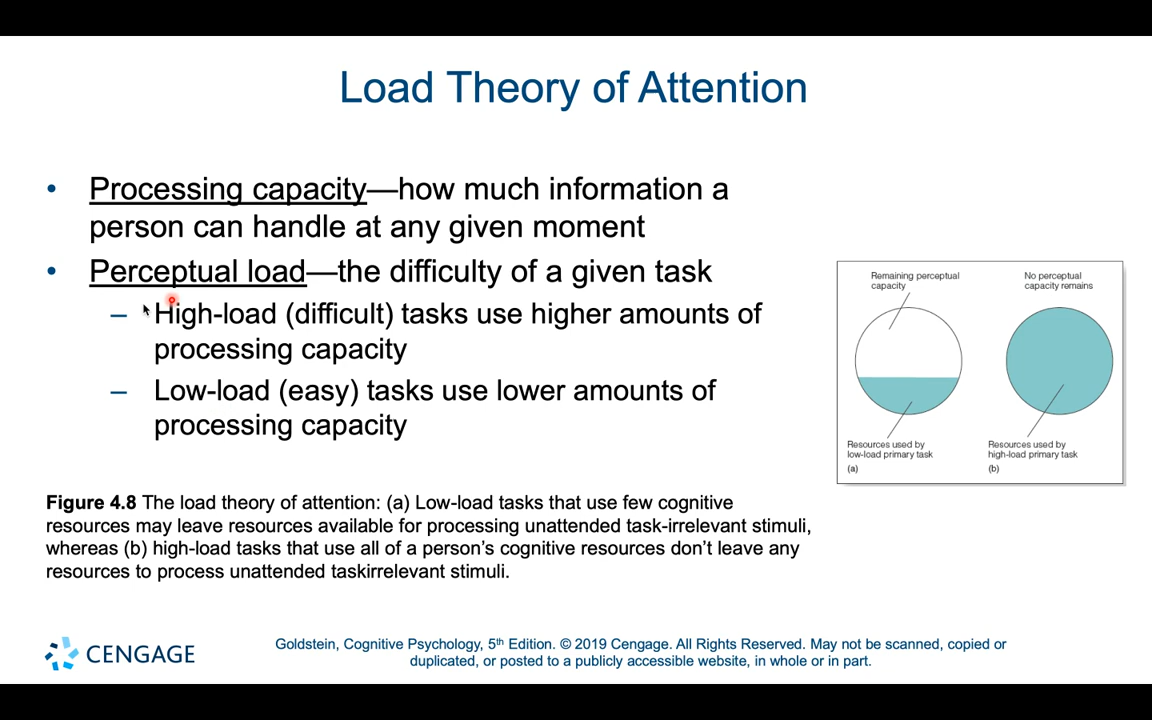 Load Theory of Attention
• Processing capacity—how much information a
person can handle at any given moment
• Perceptual load—the difficulty of a given task
– High-load (difficult) tasks use higher amounts of
processing capacity
– Low-load (easy) tasks use lower amounts of
processing capacity
Remaining perceptual
capacity
No perceptual
capacity remains
Resources used by
low-load primary task
(a)
Resources used by
high-load primary task
(b)
Figure 4.8 The load theory of attention: (a) Low-load tasks that use few cognitive
resources may leave resources available for processing unattended task-irrelevant stimuli,
whereas (b) high-load tasks that use all of a person’s cognitive resources don’t leave any
resources to process unattended taskirrelevant stimuli.
CENGAGE
Goldstein, Cognitive Psychology, 5th Edition. © 2019 Cengage. All Rights Reserved. May not be scanned, copied or
duplicated, or posted to a publicly accessible website, in whole or in part.